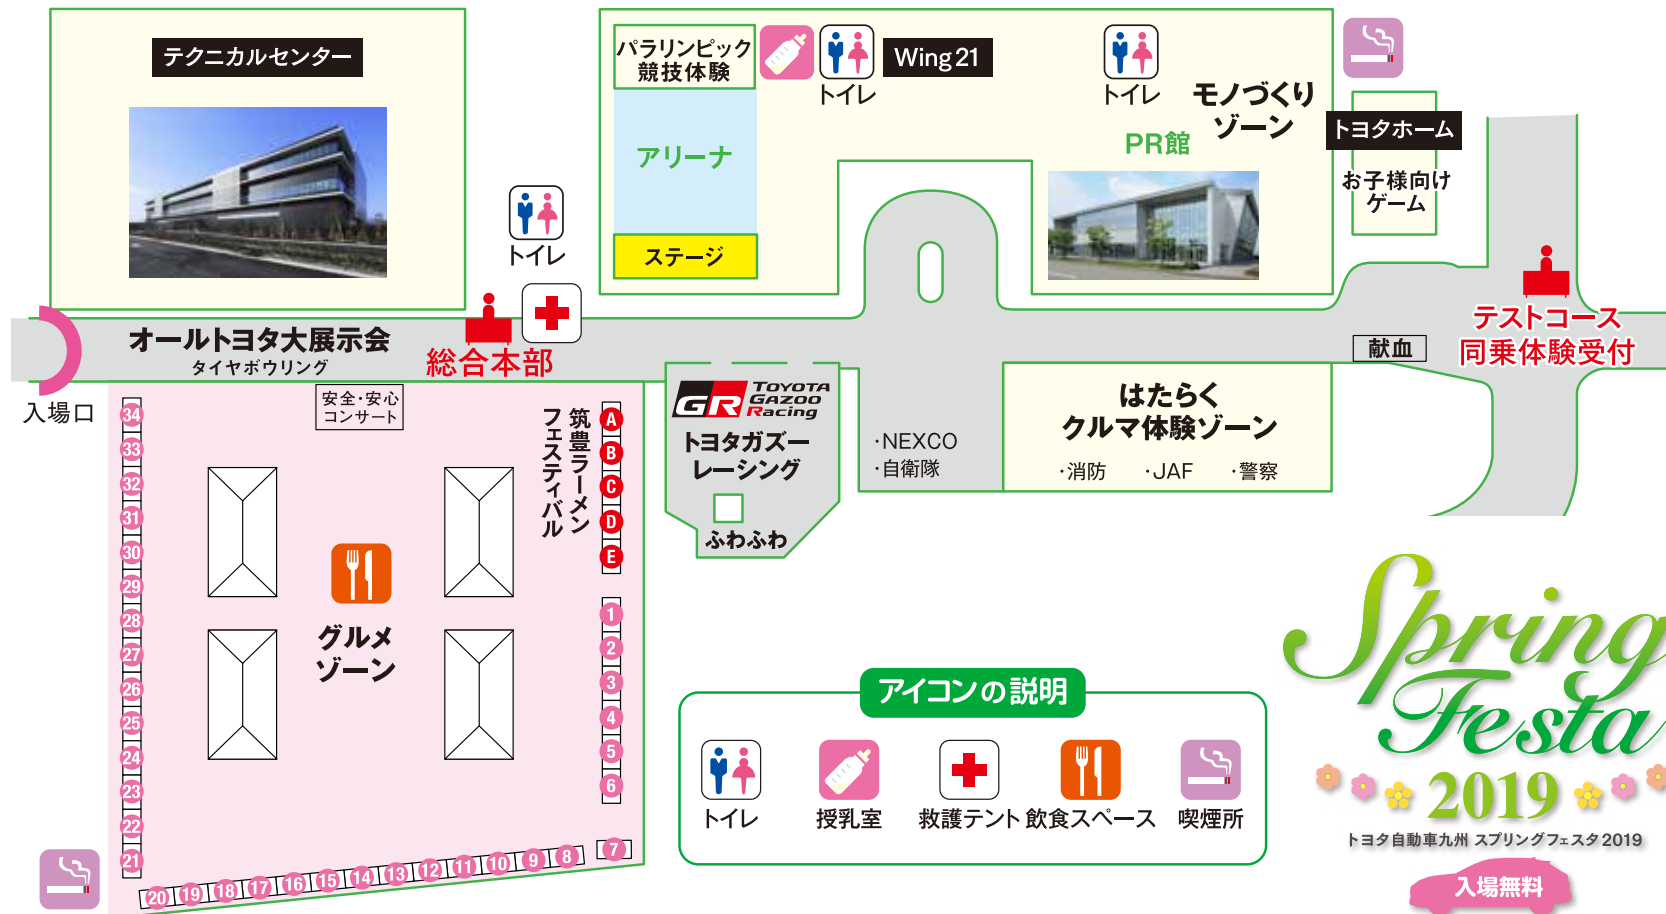 テクニカルセンター
パラリンピック
競技体験
トイレ
Wing 21
トイレ
モノづくり
ゾーン
PR館
アリーナ
ステージ
トイレ
トヨタホーム
お子様向け
ゲーム
オールトヨタ大展示会
タイヤボウリング
総合本部
テストコース
同乗体験受付
献血
入場口
安全・安心
コンサート
筑豊ラーメン
フェスティバル
A
B
C
D
E
GR TOYOTA
GAZOO
Racing
トヨタガズー
レーシング
ふわふわ
・NEXCO
・自衛隊
はたらく
クルマ体験ゾーン
・消防 ・JAF ・警察
34
33
32
31
30
29
28
27
26
25
24
23
22
21
グルメ
ゾーン
1
2
3
4
5
6
7
20 19 18 17 16 15 14 13 12 11 10 9 8
アイコンの説明
トイレ 授乳室 救護テント 飲食スペース 喫煙所
Spring
Festa
2019
トヨタ自動車九州 スプリングフェスタ2019
入場無料